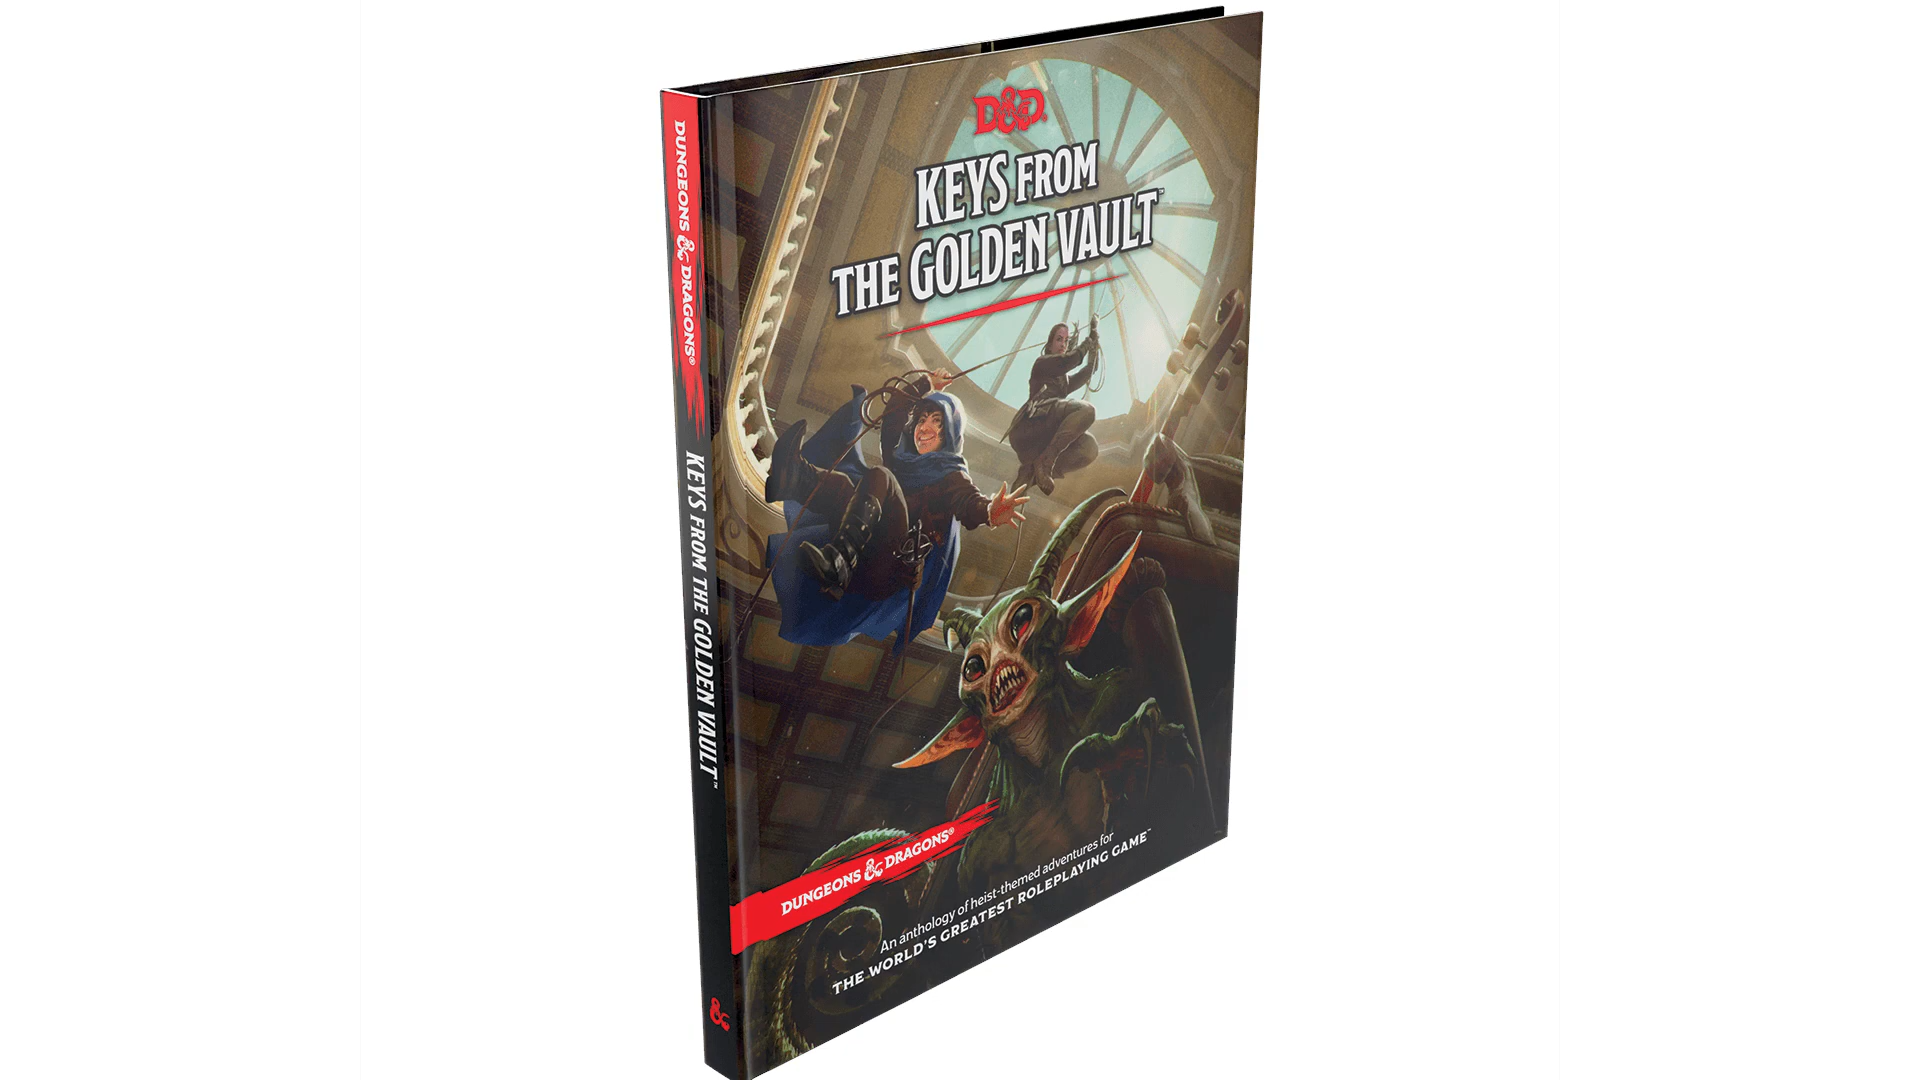 DUNGEONS & DRAGONS®
KEYS FROM THE GOLDEN VAULT™
D&D®
KEYS FROM
THE GOLDEN VAULT™
DUNGEONS & DRAGONS®
An anthology of heist-themed adventures for
THE WORLD'S GREATEST ROLEPLAYING GAME™
&